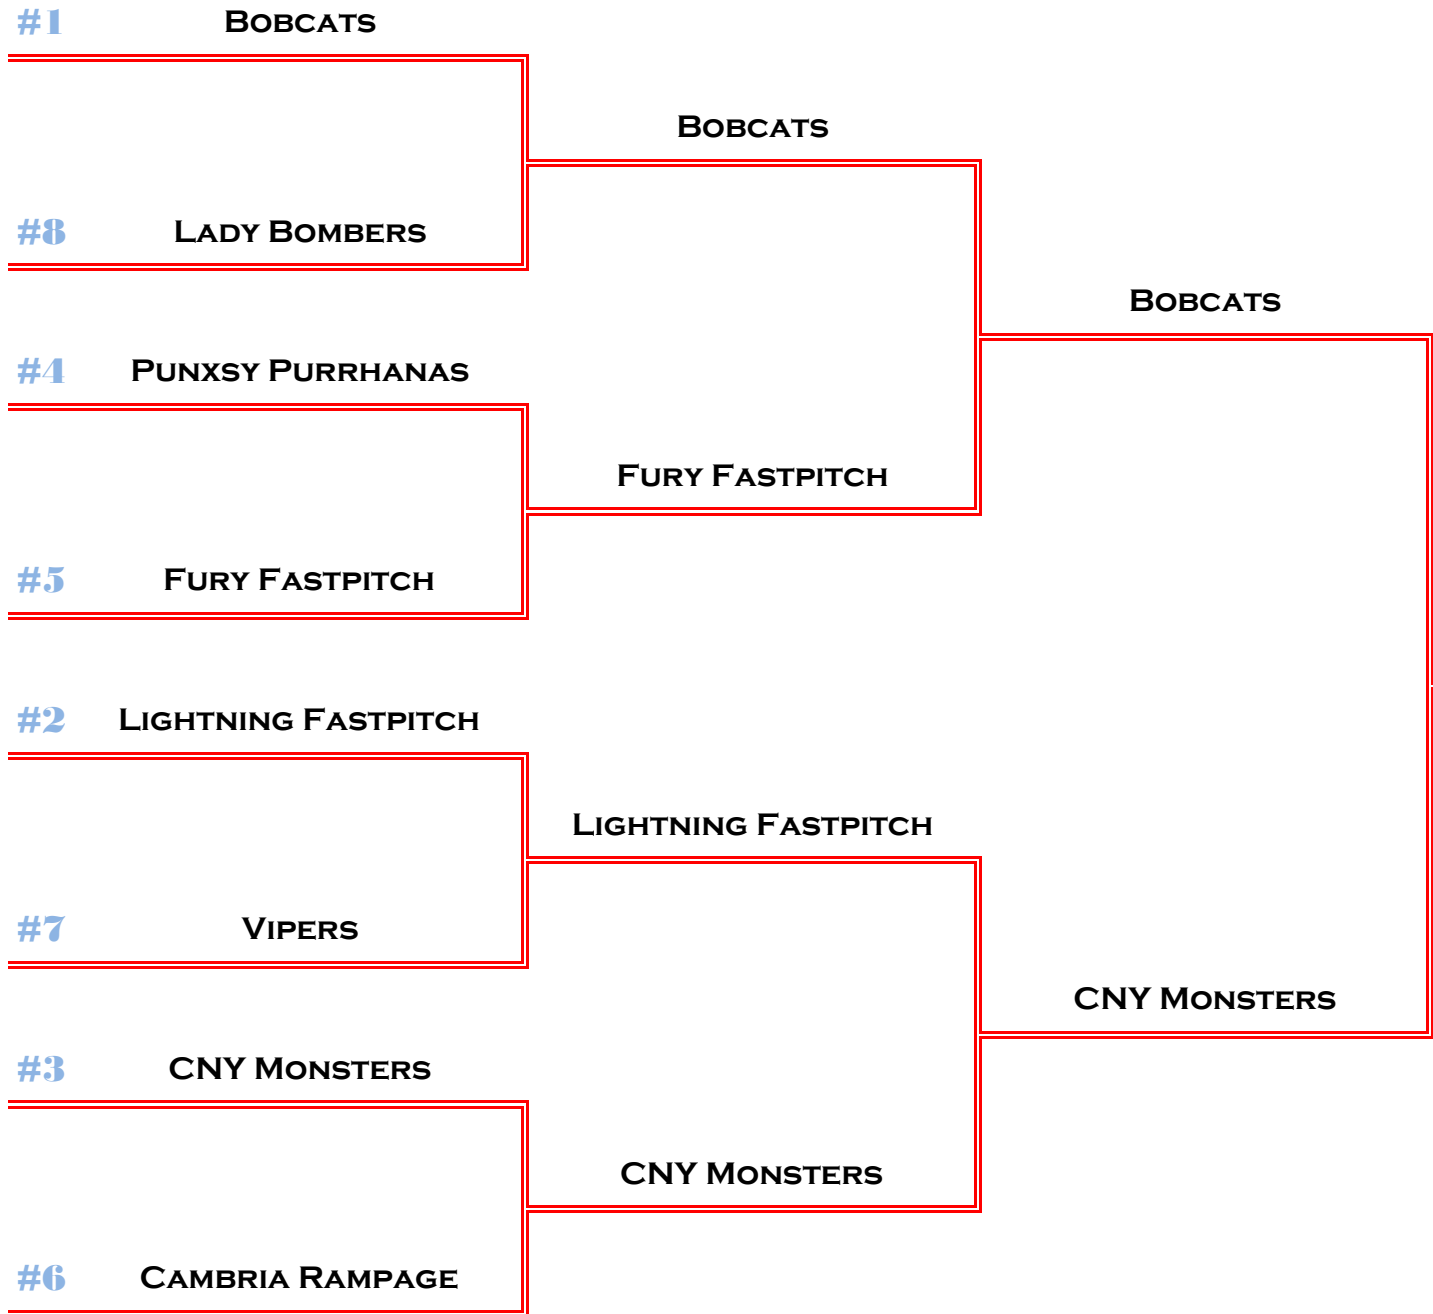 #1 Bobcats
Bobcats
#8 Lady Bombers
Bobcats
#4 Punxsy Purrhanas
Fury Fastpitch
#5 Fury Fastpitch
#2 Lightning Fastpitch
Lightning Fastpitch
#7 Vipers
CNY Monsters
#3 CNY Monsters
CNY Monsters
#6 Cambria Rampage